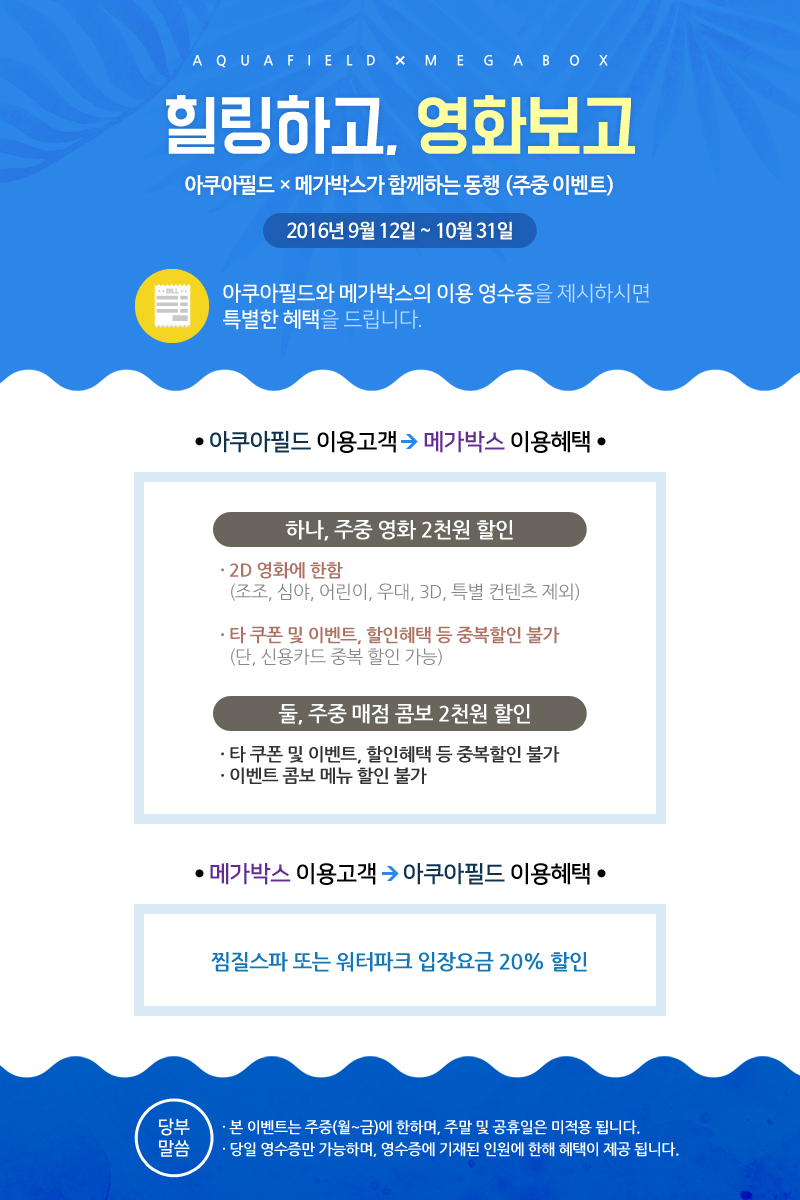 AQUAFIELD × MEGABOX
힐링하고, 영화보고
아쿠아필드 × 메가박스가 함께하는 동행 (주중 이벤트)
2016년 9월 12일 ~ 10월 31일
BILL
아쿠아필드와 메가박스의 이용 영수증을 제시하시면
특별한 혜택을 드립니다.
• 아쿠아필드 이용고객 → 메가박스 이용혜택 •
하나, 주중 영화 2천원 할인
· 2D 영화에 한함
(조조, 심야, 어린이, 우대, 3D, 특별 컨텐츠 제외)
· 타 쿠폰 및 이벤트, 할인혜택 등 중복할인 불가
(단, 신용카드 중복 할인 가능)
둘, 주중 매점 콤보 2천원 할인
· 타 쿠폰 및 이벤트, 할인혜택 등 중복할인 불가
· 이벤트 콤보 메뉴 할인 불가
• 메가박스 이용고객 → 아쿠아필드 이용혜택 •
찜질스파 또는 워터파크 입장요금 20% 할인
당부
말씀
· 본 이벤트는 주중(월~금)에 한하며, 주말 및 공휴일은 미적용 됩니다.
· 당일 영수증만 가능하며, 영수증에 기재된 인원에 한해 혜택이 제공 됩니다.